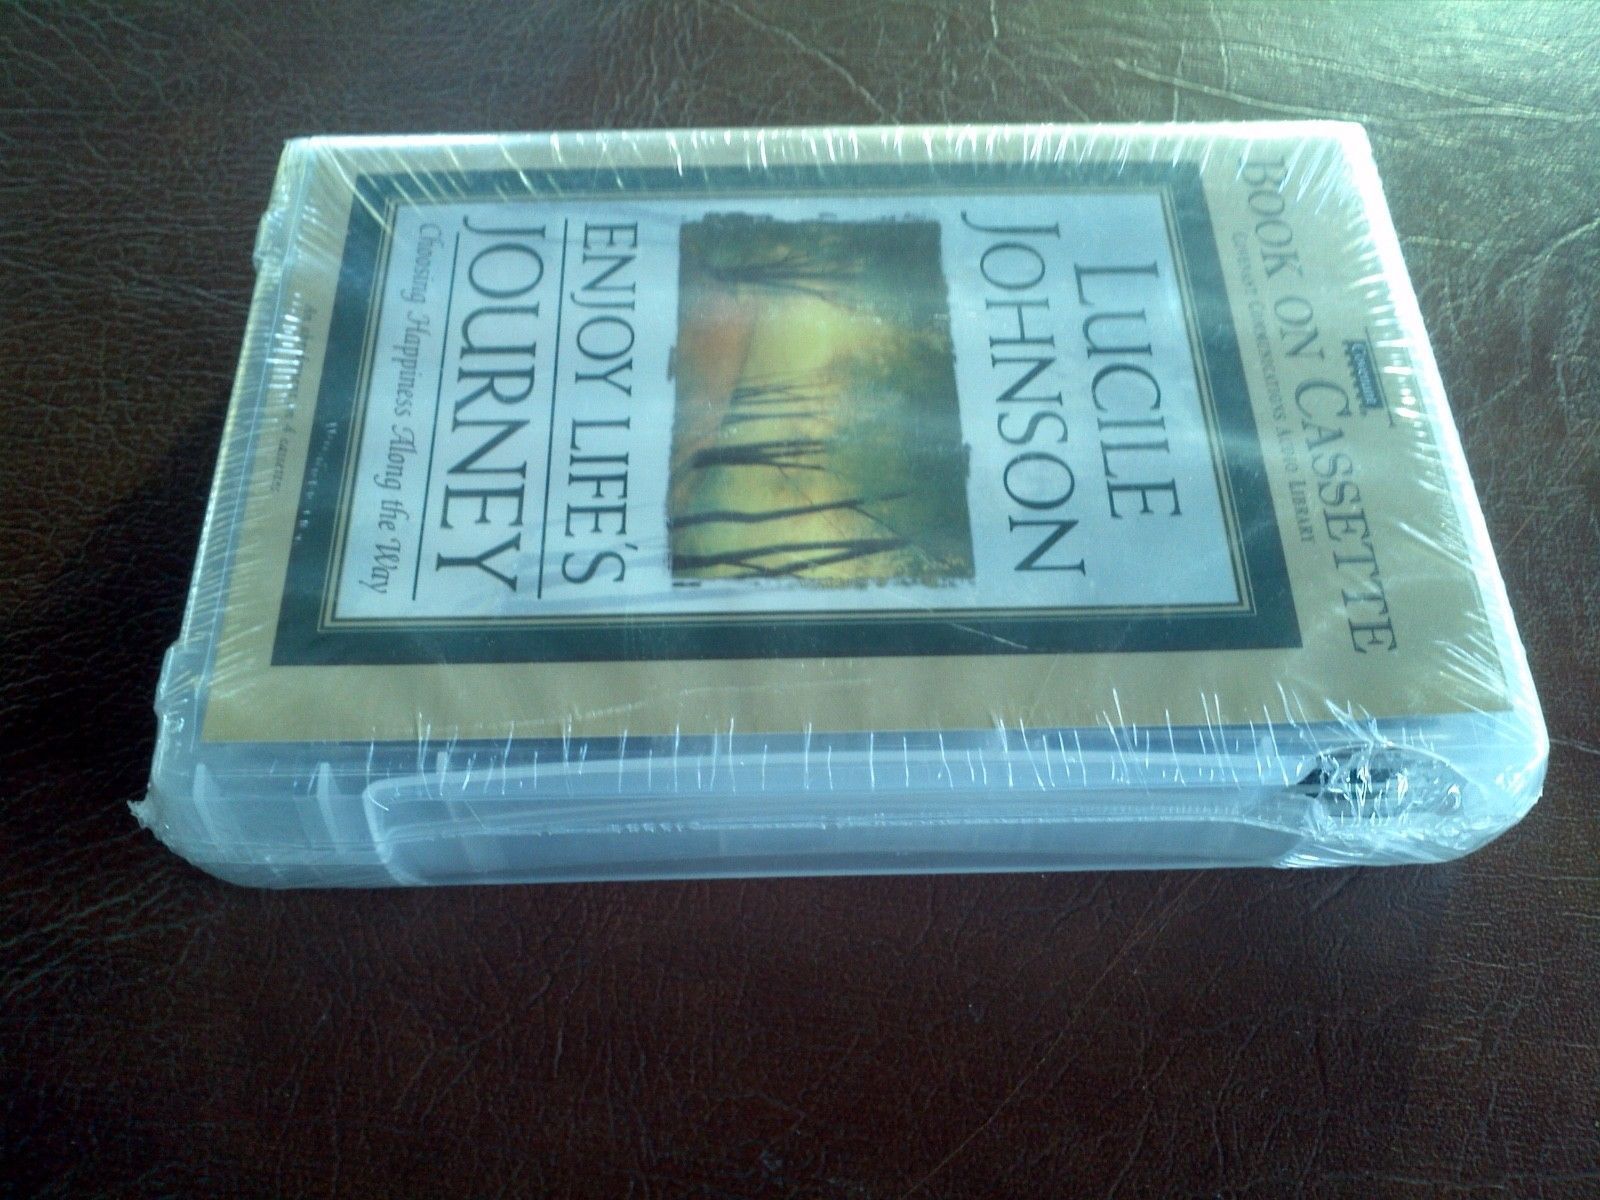 BOOK ON CASSETTE
COVENANT COMMUNICATIONS AUDIO LIBRARY
LUCILE
JOHNSON
ENJOY LIFE'S
JOURNEY
Choosing Happiness Along the Way